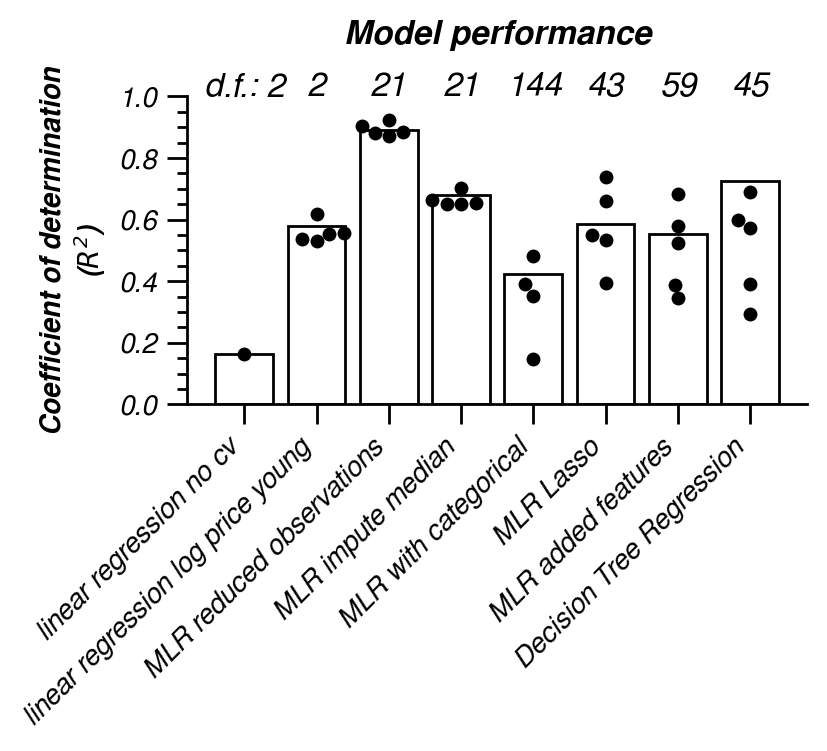 Model performance
d.f.: 2 2 21 21 144 43 59 45
Coefficient of determination
(R²)
1.0
0.8
0.6
0.4
0.2
0.0
linear regression no cv
linear regression log price young
MLR reduced observations
MLR impute median
MLR with categorical
MLR Lasso
MLR added features
Decision Tree Regression